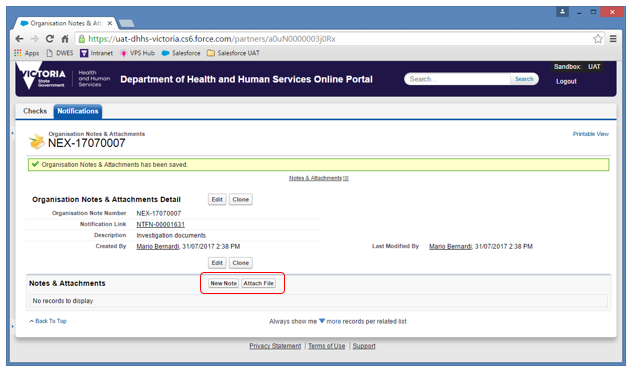 Organisation Notes & At
https://uat-dhhs-victoria.cs6.force.com/partners/a0uN0000003j0Rx
Apps DWES Intranet VPS Hub Salesforce Salesforce UAT
Sandbox: UAT
VICTORIA State Government
Health and Human Services
Department of Health and Human Services Online Portal
Search... Search
Logout
Checks Notifications
Organisation Notes & Attachments
NEX-17070007
Printable View
Organisation Notes & Attachments has been saved.
Notes & Attachments [0]
Organisation Notes & Attachments Detail Edit Clone
Organisation Note Number NEX-17070007
Notification Link NTFN-00001631
Description Investigation documents
Created By Mario Bernardi, 31/07/2017 2:38 PM Last Modified By Mario Bernardi, 31/07/2017 2:38 PM
Edit Clone
Notes & Attachments New Note Attach File
No records to display
Back To Top Always show me more records per related list
Privacy Statement | Terms of Use | Support